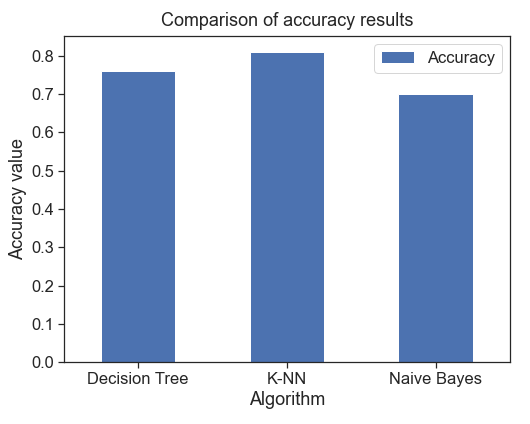 Comparison of accuracy results
Accuracy
Accuracy value
0.8
0.7
0.6
0.5
0.4
0.3
0.2
0.1
0.0
Decision Tree
K-NN
Naive Bayes
Algorithm